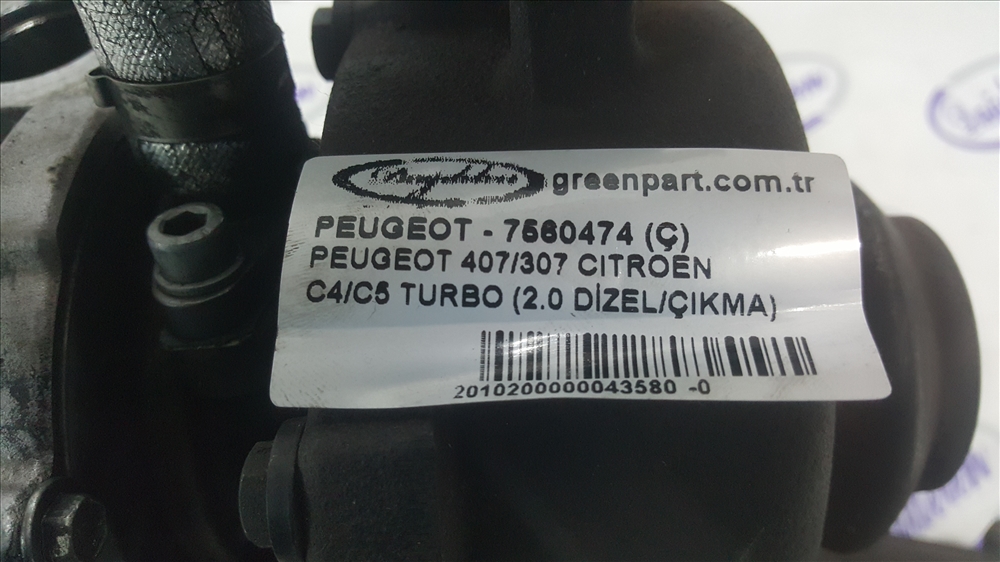 greenpart.com.tr
PEUGEOT - 7560474 (Ç)
PEUGEOT 407/307 CITROEN
C4/C5 TURBO (2.0 DİZEL/ÇIKMA)
2010200000043580 -0